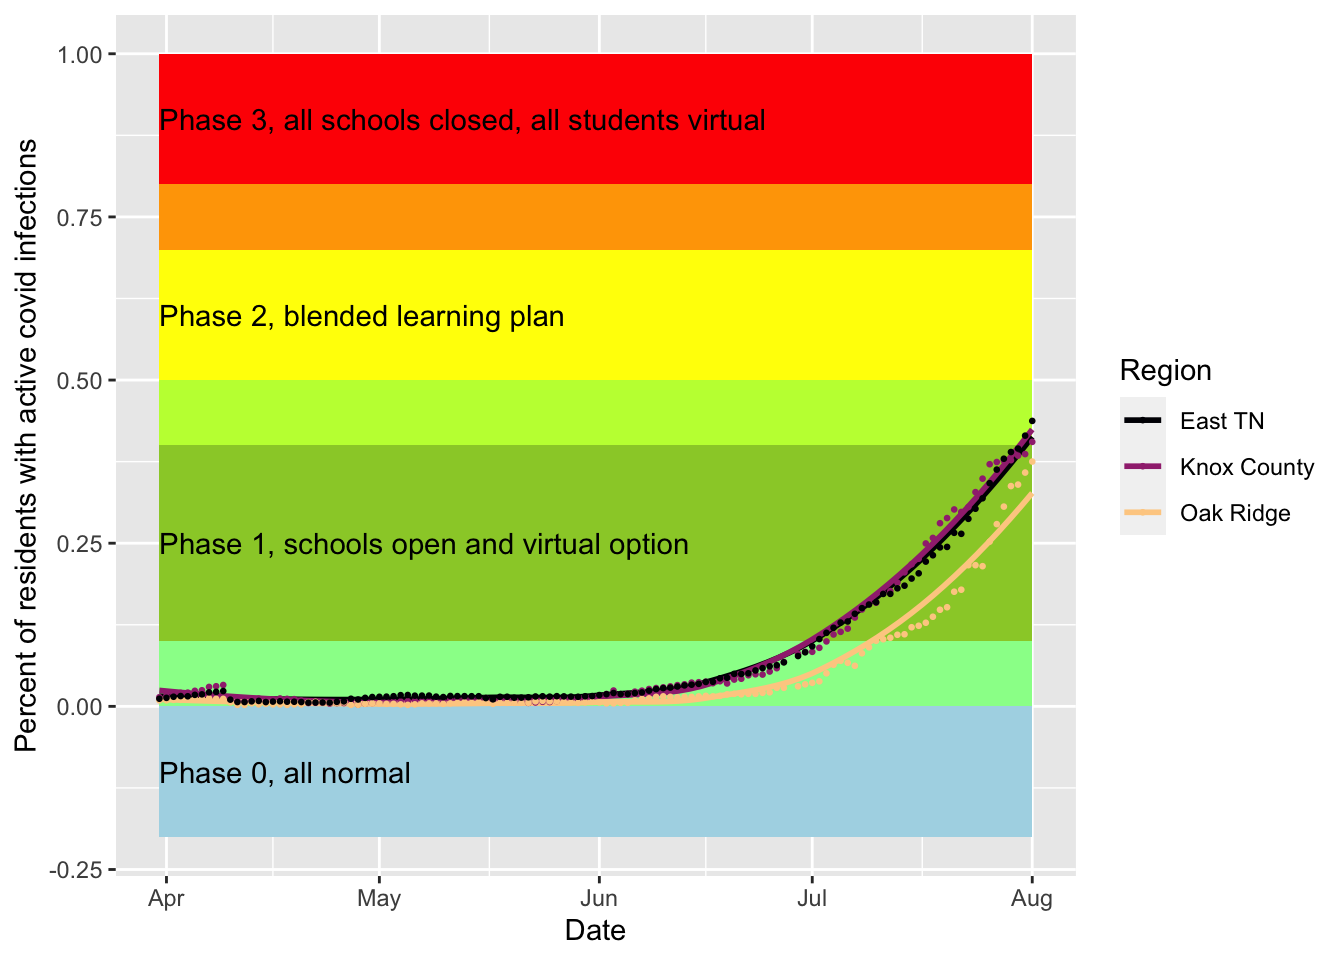 1.00
0.75
0.50
0.25
0.00
-0.25
Percent of residents with active covid infections
Phase 3, all schools closed, all students virtual
Phase 2, blended learning plan
Phase 1, schools open and virtual option
Phase 0, all normal
Apr May Jun Jul Aug
Date
Region
East TN
Knox County
Oak Ridge